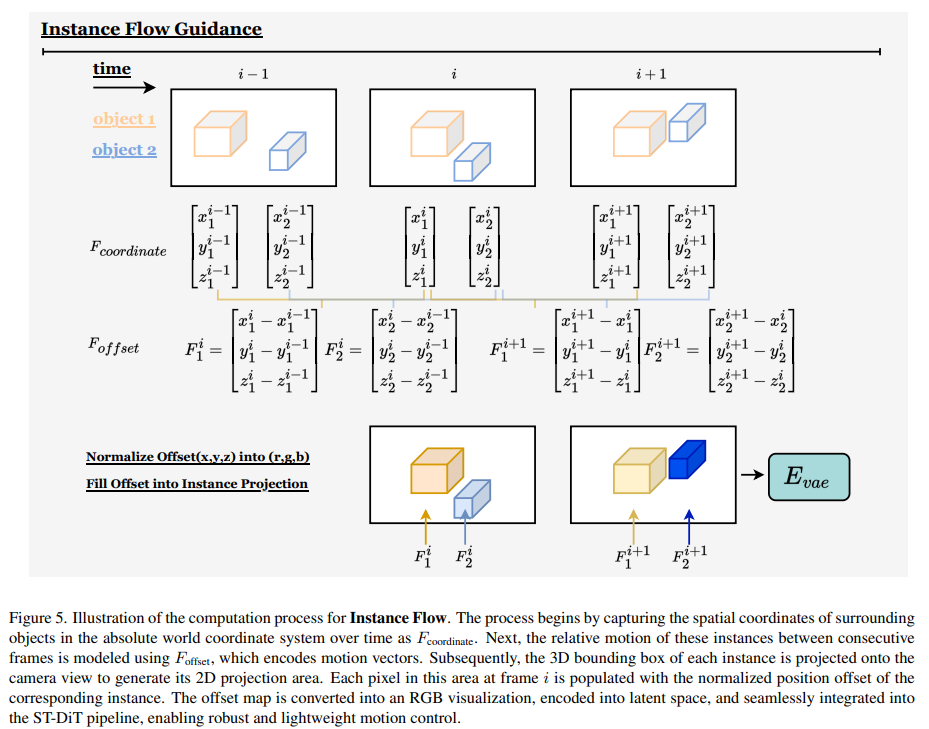 Instance Flow Guidance
time
i − 1 i i + 1
object 1
object 2
F_{coordinate} \begin{bmatrix} x_1^{i-1} \\ y_1^{i-1} \\ z_1^{i-1} \end{bmatrix} \begin{bmatrix} x_2^{i-1} \\ y_2^{i-1} \\ z_2^{i-1} \end{bmatrix} \begin{bmatrix} x_1^i \\ y_1^i \\ z_1^i \end{bmatrix} \begin{bmatrix} x_2^i \\ y_2^i \\ z_2^i \end{bmatrix} \begin{bmatrix} x_1^{i+1} \\ y_1^{i+1} \\ z_1^{i+1} \end{bmatrix} \begin{bmatrix} x_2^{i+1} \\ y_2^{i+1} \\ z_2^{i+1} \end{bmatrix}
F_{offset} F_1^i = \begin{bmatrix} x_1^i - x_1^{i-1} \\ y_1^i - y_1^{i-1} \\ z_1^i - z_1^{i-1} \end{bmatrix} F_2^i = \begin{bmatrix} x_2^i - x_2^{i-1} \\ y_2^i - y_2^{i-1} \\ z_2^i - z_2^{i-1} \end{bmatrix} F_1^{i+1} = \begin{bmatrix} x_1^{i+1} - x_1^i \\ y_1^{i+1} - y_1^i \\ z_1^{i+1} - z_1^i \end{bmatrix} F_2^{i+1} = \begin{bmatrix} x_2^{i+1} - x_2^i \\ y_2^{i+1} - y_2^i \\ z_2^{i+1} - z_2^i \end{bmatrix}
Normalize Offset(x,y,z) into (r,g,b)
Fill Offset into Instance Projection
E_{vae}
F_1^i F_2^i F_1^{i+1} F_2^{i+1}
Figure 5. Illustration of the computation process for Instance Flow. The process begins by capturing the spatial coordinates of surrounding
objects in the absolute world coordinate system over time as F_{coordinate}. Next, the relative motion of these instances between consecutive
frames is modeled using F_{offset}, which encodes motion vectors. Subsequently, the 3D bounding box of each instance is projected onto the
camera view to generate its 2D projection area. Each pixel in this area at frame i is populated with the normalized position offset of the
corresponding instance. The offset map is converted into an RGB visualization, encoded into latent space, and seamlessly integrated into
the ST-DiT pipeline, enabling robust and lightweight motion control.